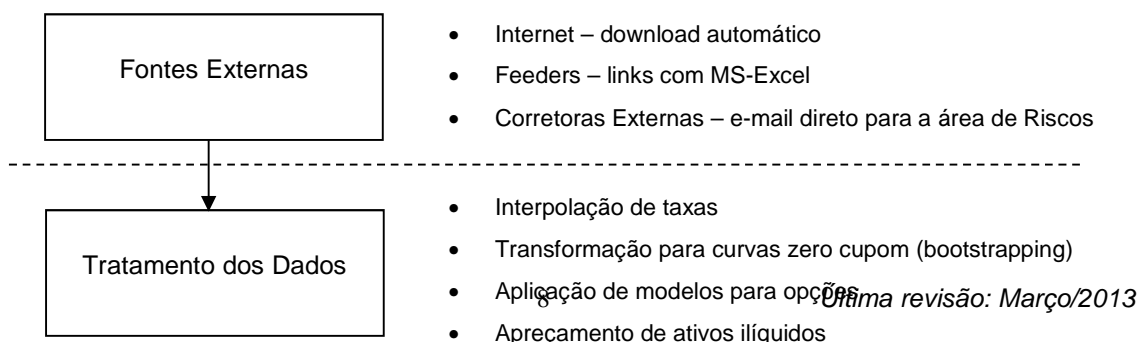 Fontes Externas
• Internet – download automático
• Feeders – links com MS-Excel
• Corretoras Externas – e-mail direto para a área de Riscos
Tratamento dos Dados
• Interpolação de taxas
• Transformação para curvas zero cupom (bootstrapping)
• Aplicação de modelos para opções
8
Última revisão: Março/2013
• Apreçamento de ativos ilíquidos